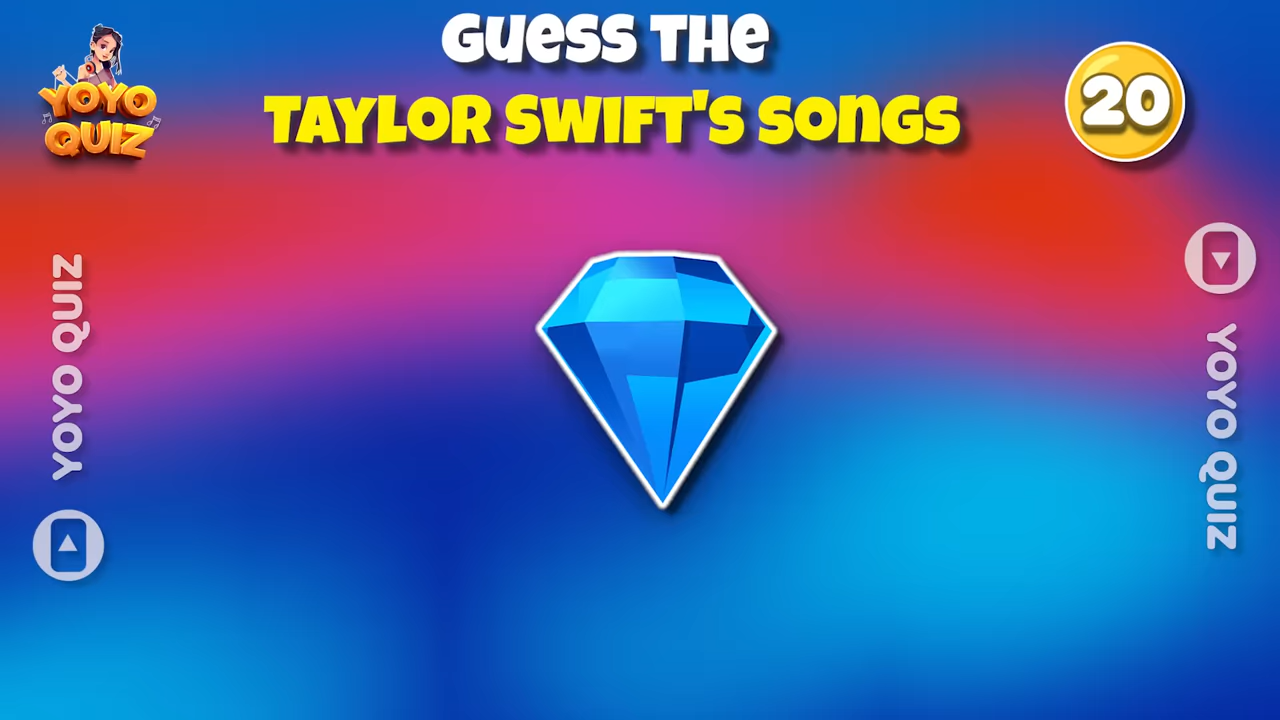 GUESS THE
TAYLOR SWIFT'S SONGS
YOYO
QUIZ
20
YOYO QUIZ
YOYO QUIZ